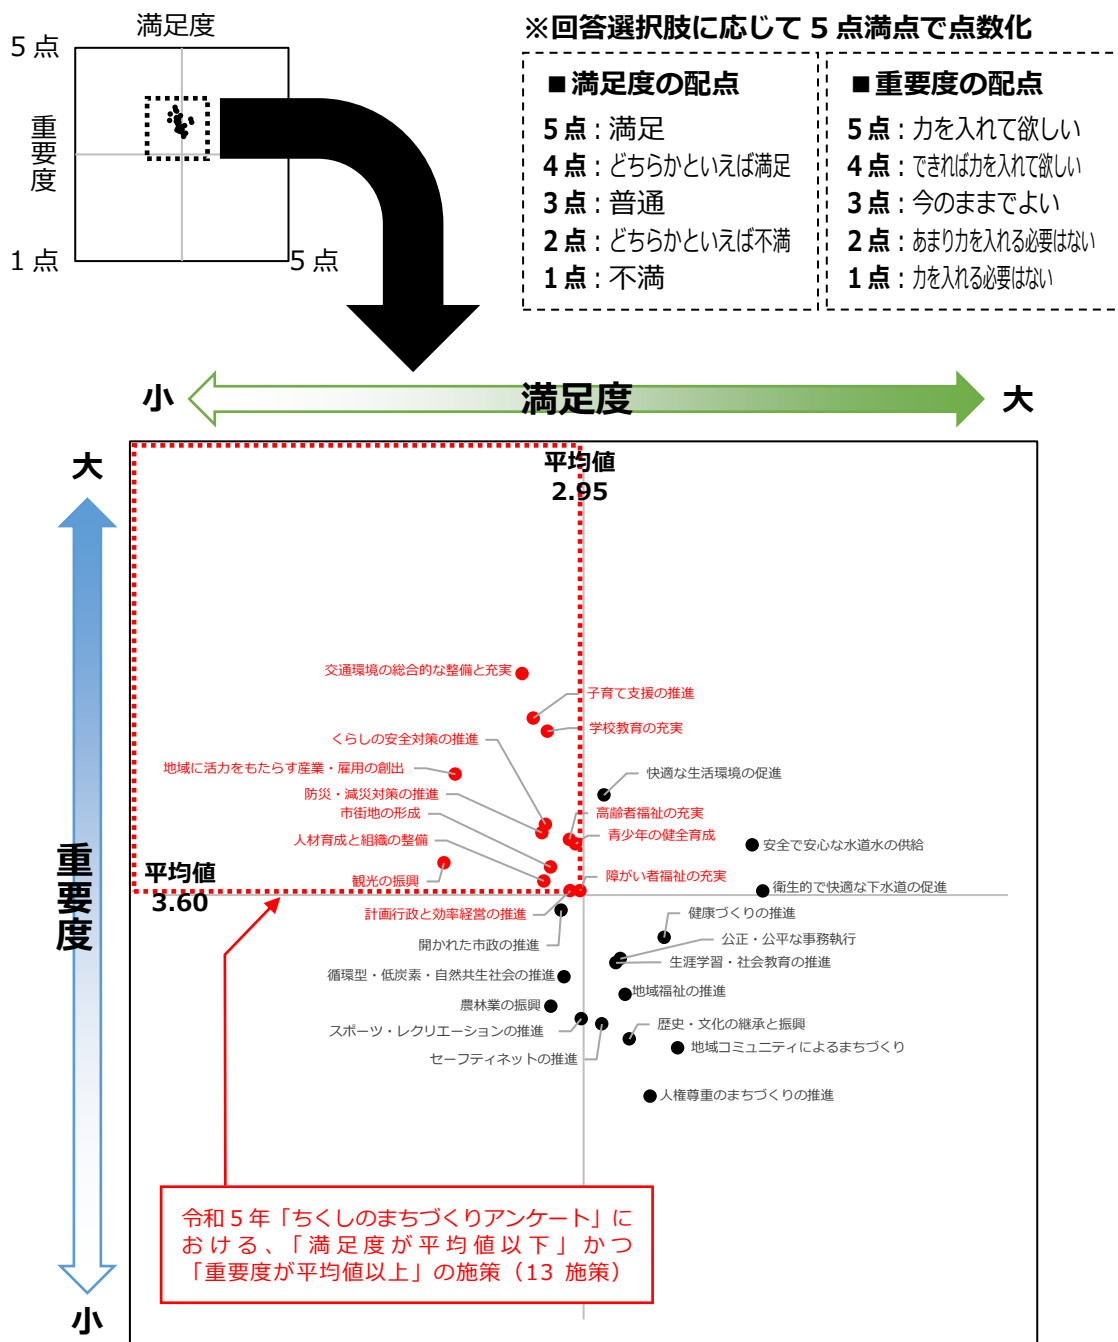 満足度
5 点
重要度
1 点
5 点
※回答選択肢に応じて 5 点満点で点数化
■満足度の配点
5 点：満足
4 点：どちらかといえば満足
3 点：普通
2 点：どちらかといえば不満
1 点：不満
■重要度の配点
5 点：力を入れて欲しい
4 点：できれば力を入れて欲しい
3 点：今のままでよい
2 点：あまり力を入れる必要はない
1 点：力を入れる必要はない
小
満足度
大
大
重要度
小
平均値
2.95
交通環境の総合的な整備と充実
子育て支援の推進
学校教育の充実
くらしの安全対策の推進
地域に活力をもたらす産業・雇用の創出
快適な生活環境の促進
防災・減災対策の推進
市街地の形成
高齢者福祉の充実
青少年の健全育成
人材育成と組織の整備
安全で安心な水道水の供給
平均値
3.60
観光の振興
障がい者福祉の充実
衛生的で快適な下水道の促進
計画行政と効率経営の推進
健康づくりの推進
開かれた市政の推進
公正・公平な事務執行
生涯学習・社会教育の推進
循環型・低炭素・自然共生社会の推進
地域福祉の推進
農林業の振興
スポーツ・レクリエーションの推進
歴史・文化の継承と振興
セーフティネットの推進
地域コミュニティによるまちづくり
人権尊重のまちづくりの推進
令和 5 年「ちくしのまちづくりアンケート」に
おける、「満足度が平均値以下」かつ
「重要度が平均値以上」の施策（13 施策）